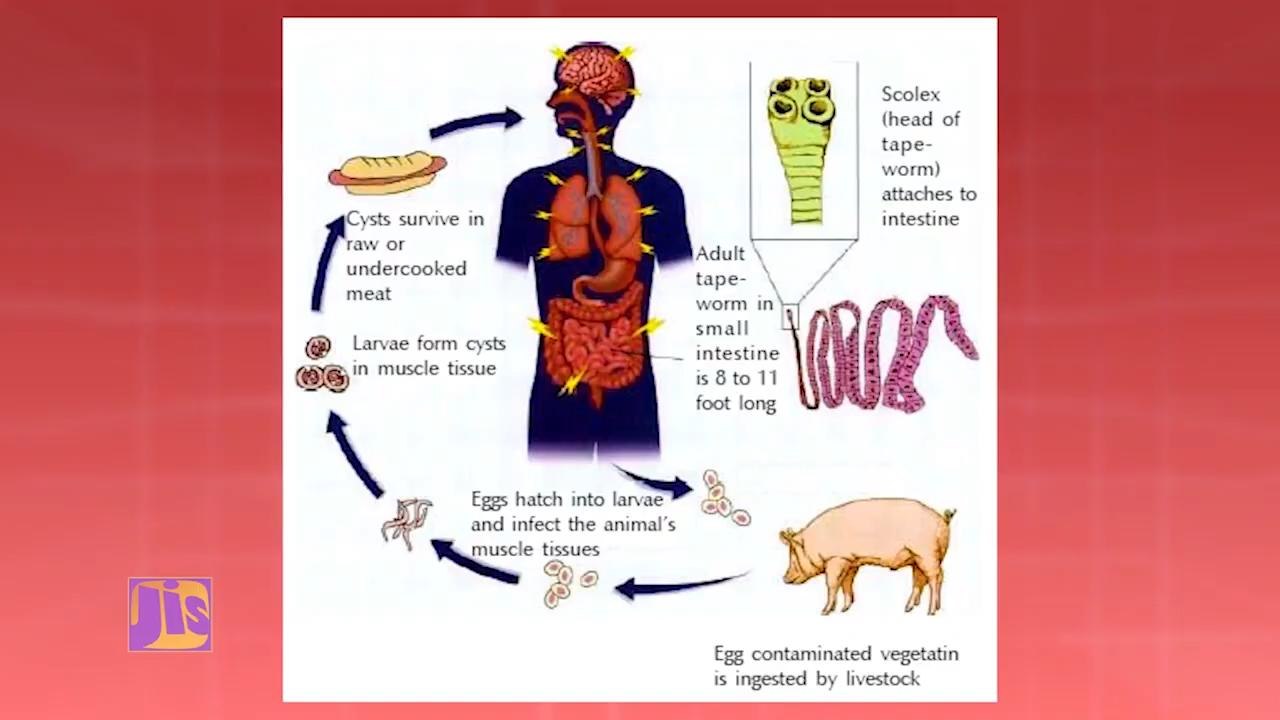 Scolex
(head of
tape-
worm)
attaches to
intestine
Cysts survive in
raw or
undercooked
meat
Adult
tape-
worm in
small
intestine
is 8 to 11
foot long
Larvae form cysts
in muscle tissue
Eggs hatch into larvae
and infect the animal's
muscle tissues
Egg contaminated vegetatin
is ingested by livestock
jis